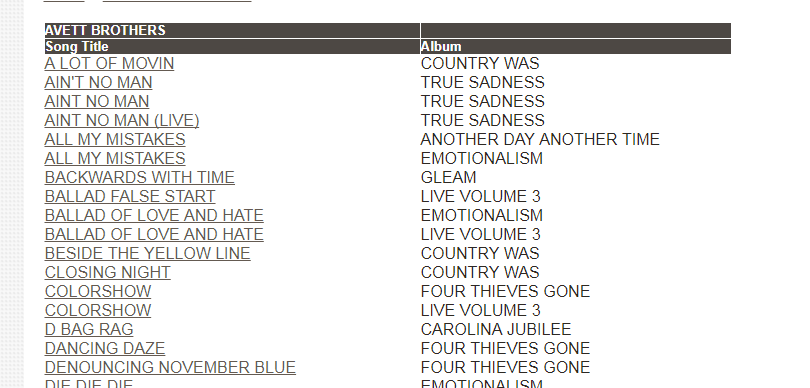 AVETT BROTHERS
Song Title Album
A LOT OF MOVIN COUNTRY WAS
AIN'T NO MAN TRUE SADNESS
AINT NO MAN TRUE SADNESS
AINT NO MAN (LIVE) TRUE SADNESS
ALL MY MISTAKES ANOTHER DAY ANOTHER TIME
ALL MY MISTAKES EMOTIONALISM
BACKWARDS WITH TIME GLEAM
BALLAD FALSE START LIVE VOLUME 3
BALLAD OF LOVE AND HATE EMOTIONALISM
BALLAD OF LOVE AND HATE LIVE VOLUME 3
BESIDE THE YELLOW LINE COUNTRY WAS
CLOSING NIGHT COUNTRY WAS
COLORSHOW FOUR THIEVES GONE
COLORSHOW LIVE VOLUME 3
D BAG RAG CAROLINA JUBILEE
DANCING DAZE FOUR THIEVES GONE
DENOUNCING NOVEMBER BLUE FOUR THIEVES GONE
DIE DIE DIE EMOTIONALISM